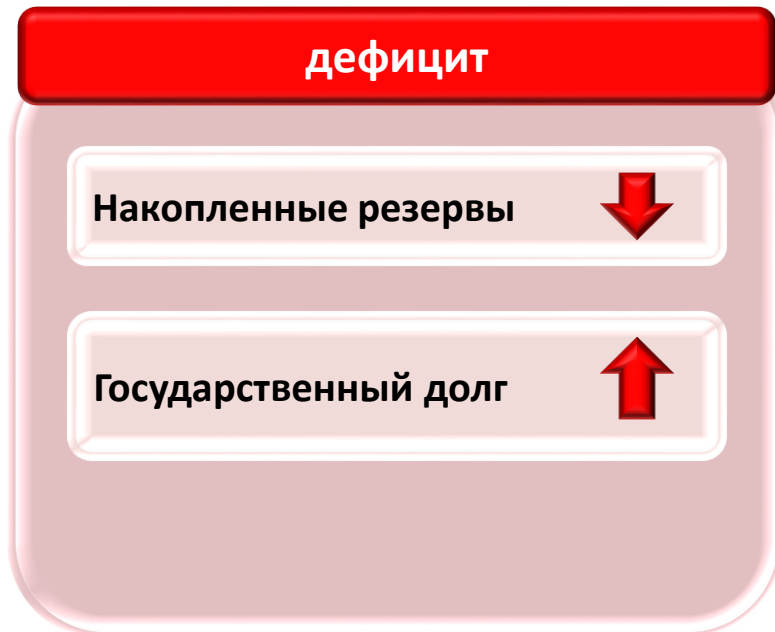 дефицит
Накопленные резервы
Государственный долг